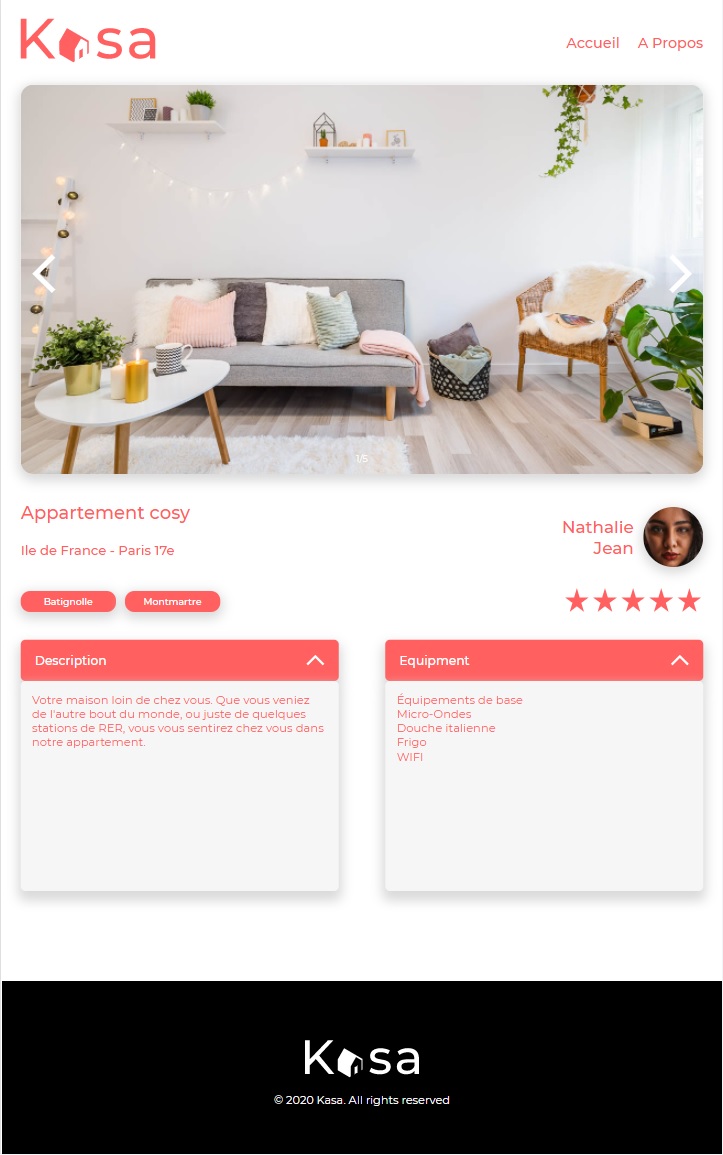 Kasa
Accueil
A Propos
1/5
Appartement cosy
Ile de France - Paris 17e
Nathalie
Jean
Batignolle
Montmartre
Description
Votre maison loin de chez vous. Que vous veniez
de l'autre bout du monde, ou juste de quelques
stations de RER, vous vous sentirez chez vous dans
notre appartement.
Equipment
Équipements de base
Micro-Ondes
Douche italienne
Frigo
WIFI
Kasa
© 2020 Kasa. All rights reserved